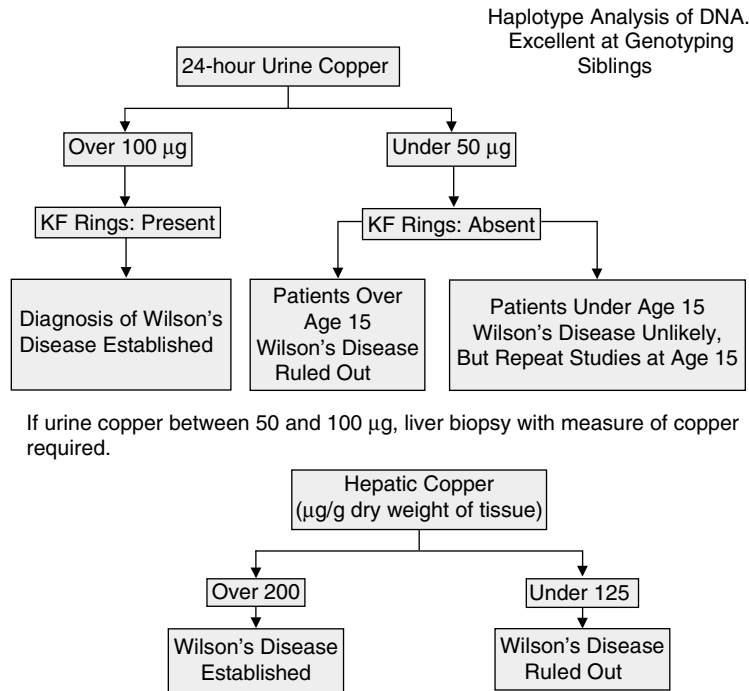 Haplotype Analysis of DNA.
Excellent at Genotyping
Siblings
24-hour Urine Copper
Over 100 μg
Under 50 μg
KF Rings: Present
KF Rings: Absent
Diagnosis of Wilson's
Disease Established
Patients Over
Age 15
Wilson's Disease
Ruled Out
Patients Under Age 15
Wilson's Disease Unlikely,
But Repeat Studies at Age 15
If urine copper between 50 and 100 μg, liver biopsy with measure of copper
required.
Hepatic Copper
(μg/g dry weight of tissue)
Over 200
Under 125
Wilson's Disease
Established
Wilson's Disease
Ruled Out